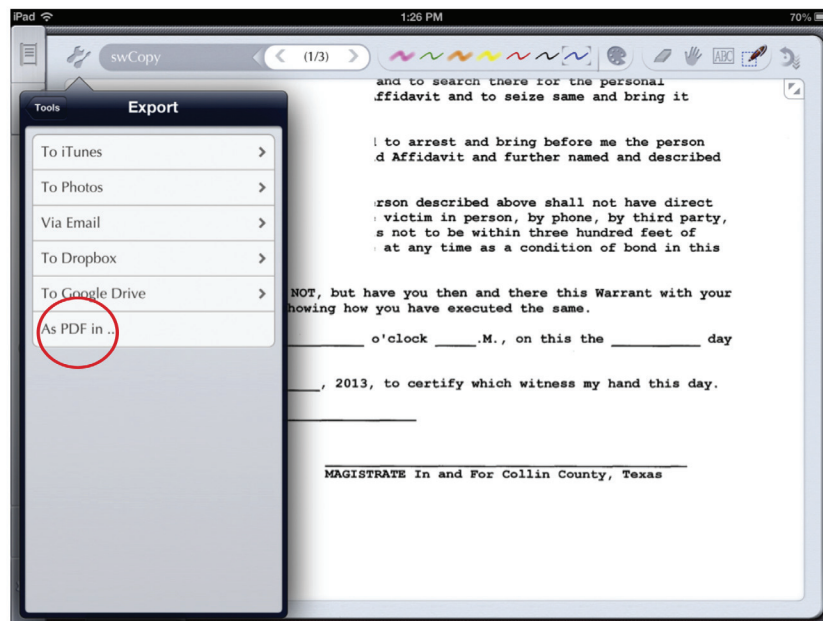 iPad 1:26 PM 70%
swCopy (1/3) ABC
Tools Export
To iTunes
To Photos
Via Email
To Dropbox
To Google Drive
As PDF in ..
and to search there for the personal
ffidavit and to seize same and bring it
to arrest and bring before me the person
d Affidavit and further named and described
rson described above shall not have direct
victim in person, by phone, by third party,
s not to be within three hundred feet of
at any time as a condition of bond in this
NOT, but have you then and there this Warrant with your
howing how you have executed the same.
o'clock _____.M., on this the __________ day
____, 2013, to certify which witness my hand this day.
MAGISTRATE In and For Collin County, Texas